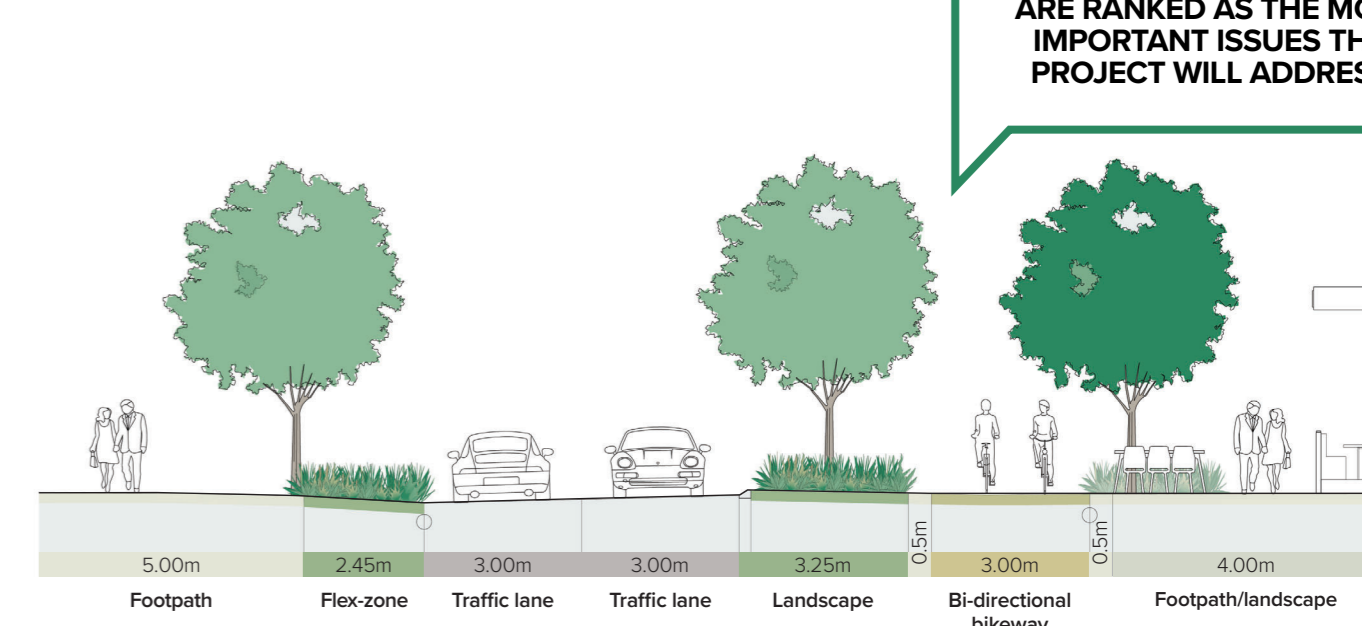 ARE RANKED AS THE MO
IMPORTANT ISSUES TH
PROJECT WILL ADDRES
5.00m
2.45m
3.00m
3.00m
3.25m
0.5m
3.00m
0.5m
4.00m
Footpath
Flex-zone
Traffic lane
Traffic lane
Landscape
Bi-directional
bikeway
Footpath/landscape